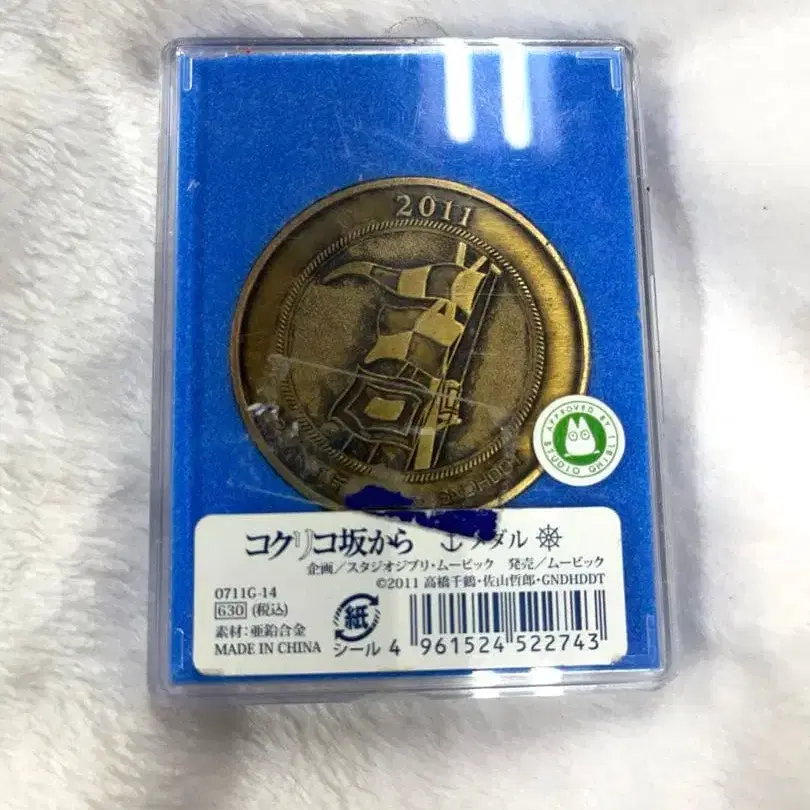 2011
GNDHDD
APPROVED BY
STUDIO GHIBLI
コクリコ坂から メダル
企画／スタジオジブリ・ムービック 発売／ムービック
©2011 高橋千鶴・佐山哲郎・GNDHDDT
0711G-14
630 (税込)
素材：亜鉛合金
MADE IN CHINA
紙
シール
4 961524 522743